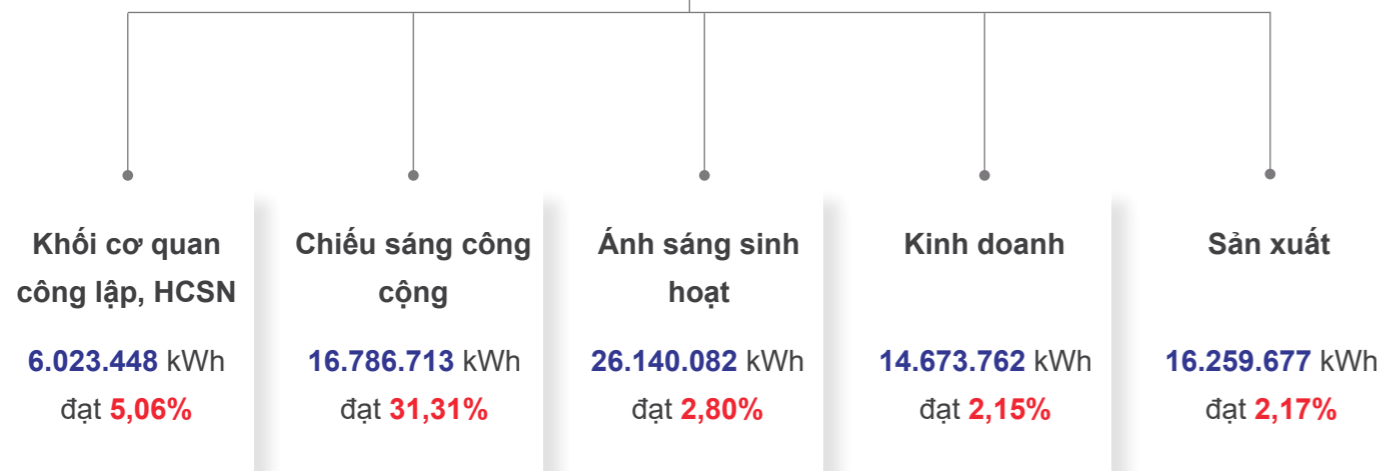 Khối cơ quan
công lập, HCSN
6.023.448 kWh
đạt 5,06%
Chiếu sáng công
cộng
16.786.713 kWh
đạt 31,31%
Ánh sáng sinh
hoạt
26.140.082 kWh
đạt 2,80%
Kinh doanh
14.673.762 kWh
đạt 2,15%
Sản xuất
16.259.677 kWh
đạt 2,17%